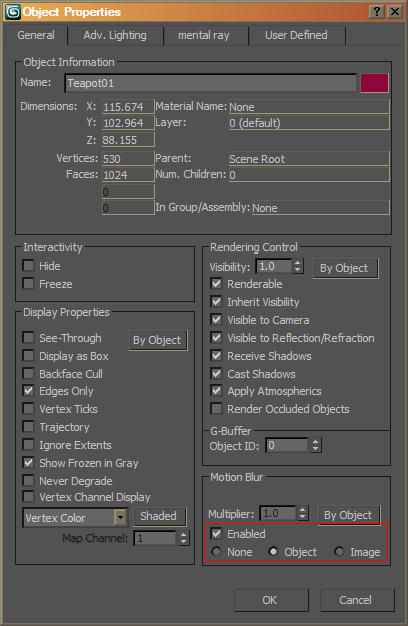 Object Properties
General Adv. Lighting mental ray User Defined
Object Information
Name: Teapot01
Dimensions: X: 115.674 Material Name: None
Y: 102.964 Layer: 0 (default)
Z: 88.155
Vertices: 530 Parent: Scene Root
Faces: 1024 Num. Children: 0
0
0 In Group/Assembly: None
Interactivity
Hide
Freeze
Display Properties
See-Through By Object
Display as Box
Backface Cull
Edges Only
Vertex Ticks
Trajectory
Ignore Extents
Show Frozen in Gray
Never Degrade
Vertex Channel Display
Vertex Color Shaded
Map Channel: 1
Rendering Control
Visibility: 1.0 By Object
Renderable
Inherit Visibility
Visible to Camera
Visible to Reflection/Refraction
Receive Shadows
Cast Shadows
Apply Atmospherics
Render Occluded Objects
G-Buffer
Object ID: 0
Motion Blur
Multiplier: 1.0 By Object
Enabled
None Object Image
OK Cancel